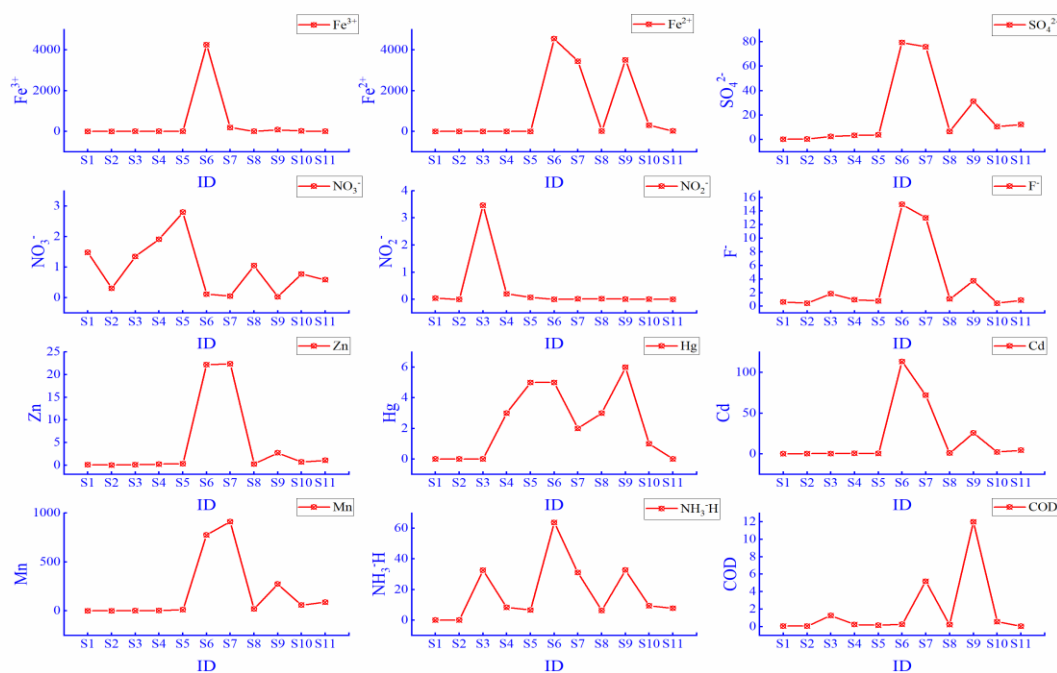 Fe³⁺ Fe²⁺ SO₄²⁻
4000 4000 80
60
2000 2000 40
20
0 0 0
Fe³⁺ Fe²⁺ SO₄²⁻
S1 S2 S3 S4 S5 S6 S7 S8 S9 S10 S11 S1 S2 S3 S4 S5 S6 S7 S8 S9 S10 S11 S1 S2 S3 S4 S5 S6 S7 S8 S9 S10 S11
ID ID ID
NO₃⁻ NO₂⁻ F⁻
3 4 16
14
3 12
2 10
2 8
1 6
1 4
2
0 0 0
NO₃⁻ NO₂⁻ F⁻
S1 S2 S3 S4 S5 S6 S7 S8 S9 S10 S11 S1 S2 S3 S4 S5 S6 S7 S8 S9 S10 S11 S1 S2 S3 S4 S5 S6 S7 S8 S9 S10 S11
ID ID ID
Zn Hg Cd
25 6 100
20
15 4
50
10 2
5
0 0 0
Zn Hg Cd
S1 S2 S3 S4 S5 S6 S7 S8 S9 S10 S11 S1 S2 S3 S4 S5 S6 S7 S8 S9 S10 S11 S1 S2 S3 S4 S5 S6 S7 S8 S9 S10 S11
ID ID ID
Mn NH₃⁻H COD
1000 60 12
10
40 8
500 6
20 4
2
0 0 0
Mn NH₃⁻H COD
S1 S2 S3 S4 S5 S6 S7 S8 S9 S10 S11 S1 S2 S3 S4 S5 S6 S7 S8 S9 S10 S11 S1 S2 S3 S4 S5 S6 S7 S8 S9 S10 S11
ID ID ID